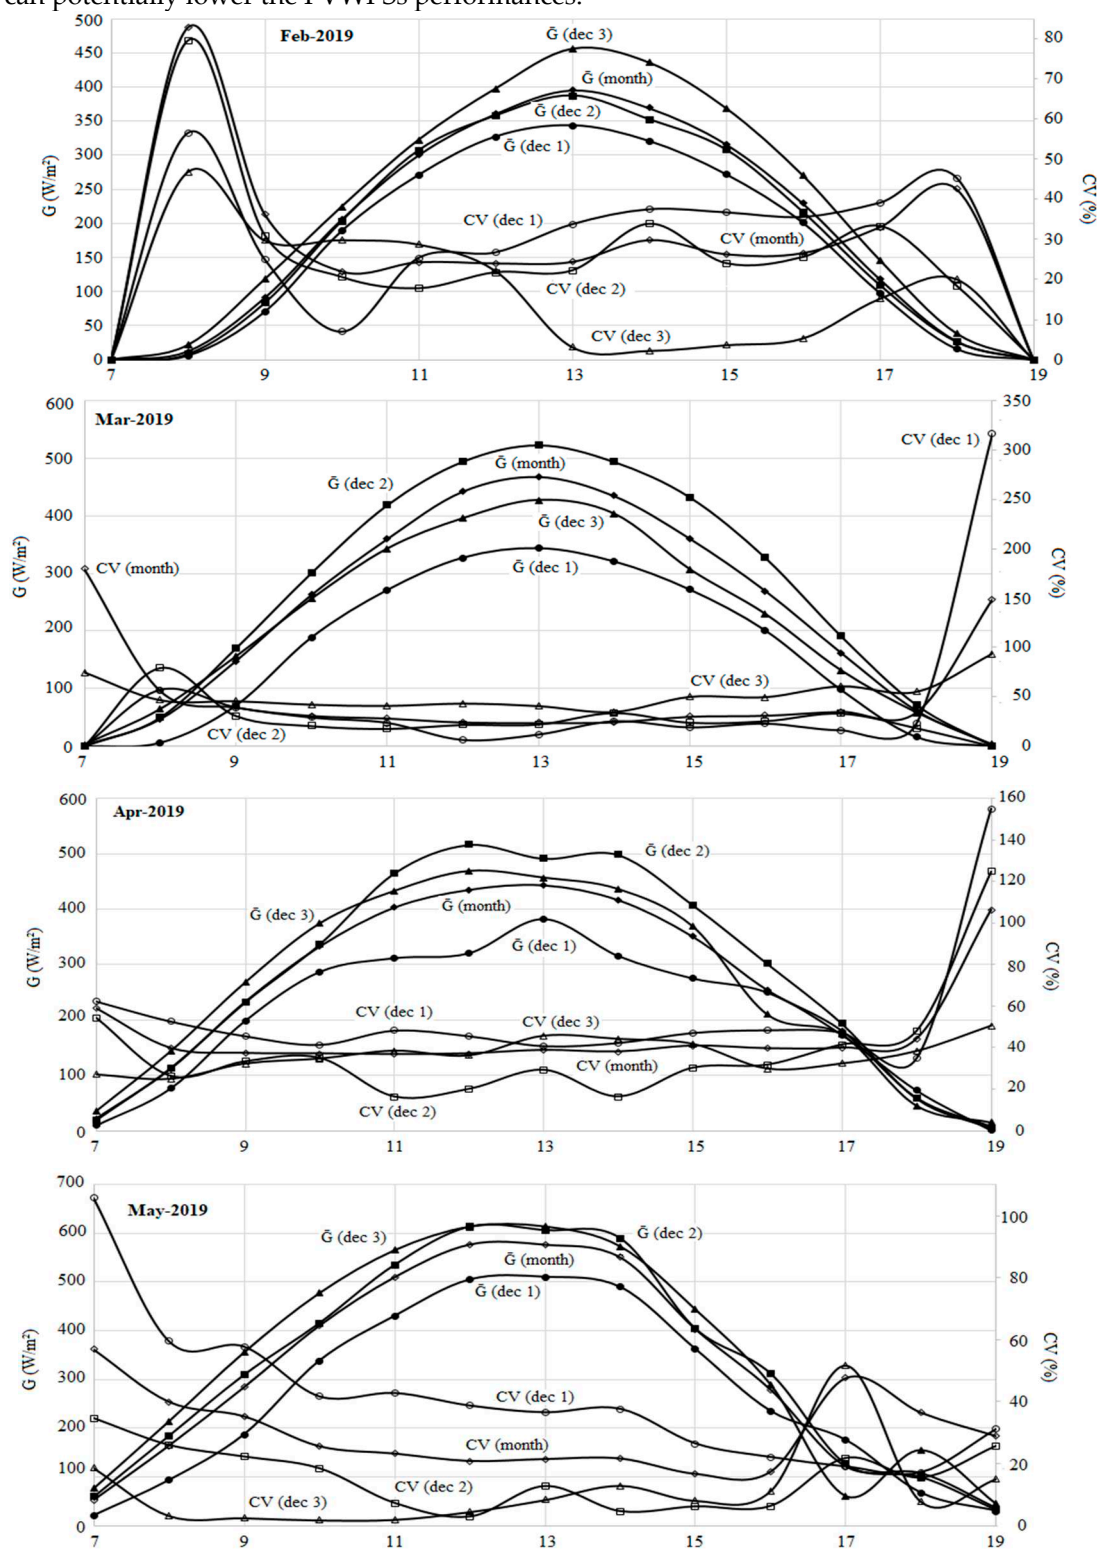 can potentially lower the PVWPSs performances.
500 Feb-2019 Ḡ (dec 3) 80
450 Ḡ (month) 70
400
350 Ḡ (dec 2) 60
300 Ḡ (dec 1) 50
G (W/m²)
250 40
CV (%)
200 CV (dec 1)
CV (month) 30
150
CV (dec 2) 20
100
50 CV (dec 3) 10
0 0
7 9 11 13 15 17 19
600 Mar-2019 350
CV (dec 1) 300
500 Ḡ (month)
Ḡ (dec 2) 250
400 Ḡ (dec 3)
200
G (W/m²)
CV (%)
300 CV (month) Ḡ (dec 1)
150
200
100
100 CV (dec 3)
50
CV (dec 2)
0 0
7 9 11 13 15 17 19
600 Apr-2019 160
140
500 Ḡ (dec 2)
120
400 Ḡ (dec 3) Ḡ (month)
100
G (W/m²)
CV (%)
300 Ḡ (dec 1) 80
60
200 CV (dec 1) CV (dec 3)
40
100 CV (month)
CV (dec 2) 20
0 0
7 9 11 13 15 17 19
700 May-2019
600 Ḡ (dec 3) Ḡ (dec 2) 100
Ḡ (month)
500 Ḡ (dec 1) 80
400
G (W/m²)
CV (%)
60
300
CV (dec 1) 40
200 CV (month)
100 CV (dec 2) 20
CV (dec 3)
0 0
7 9 11 13 15 17 19